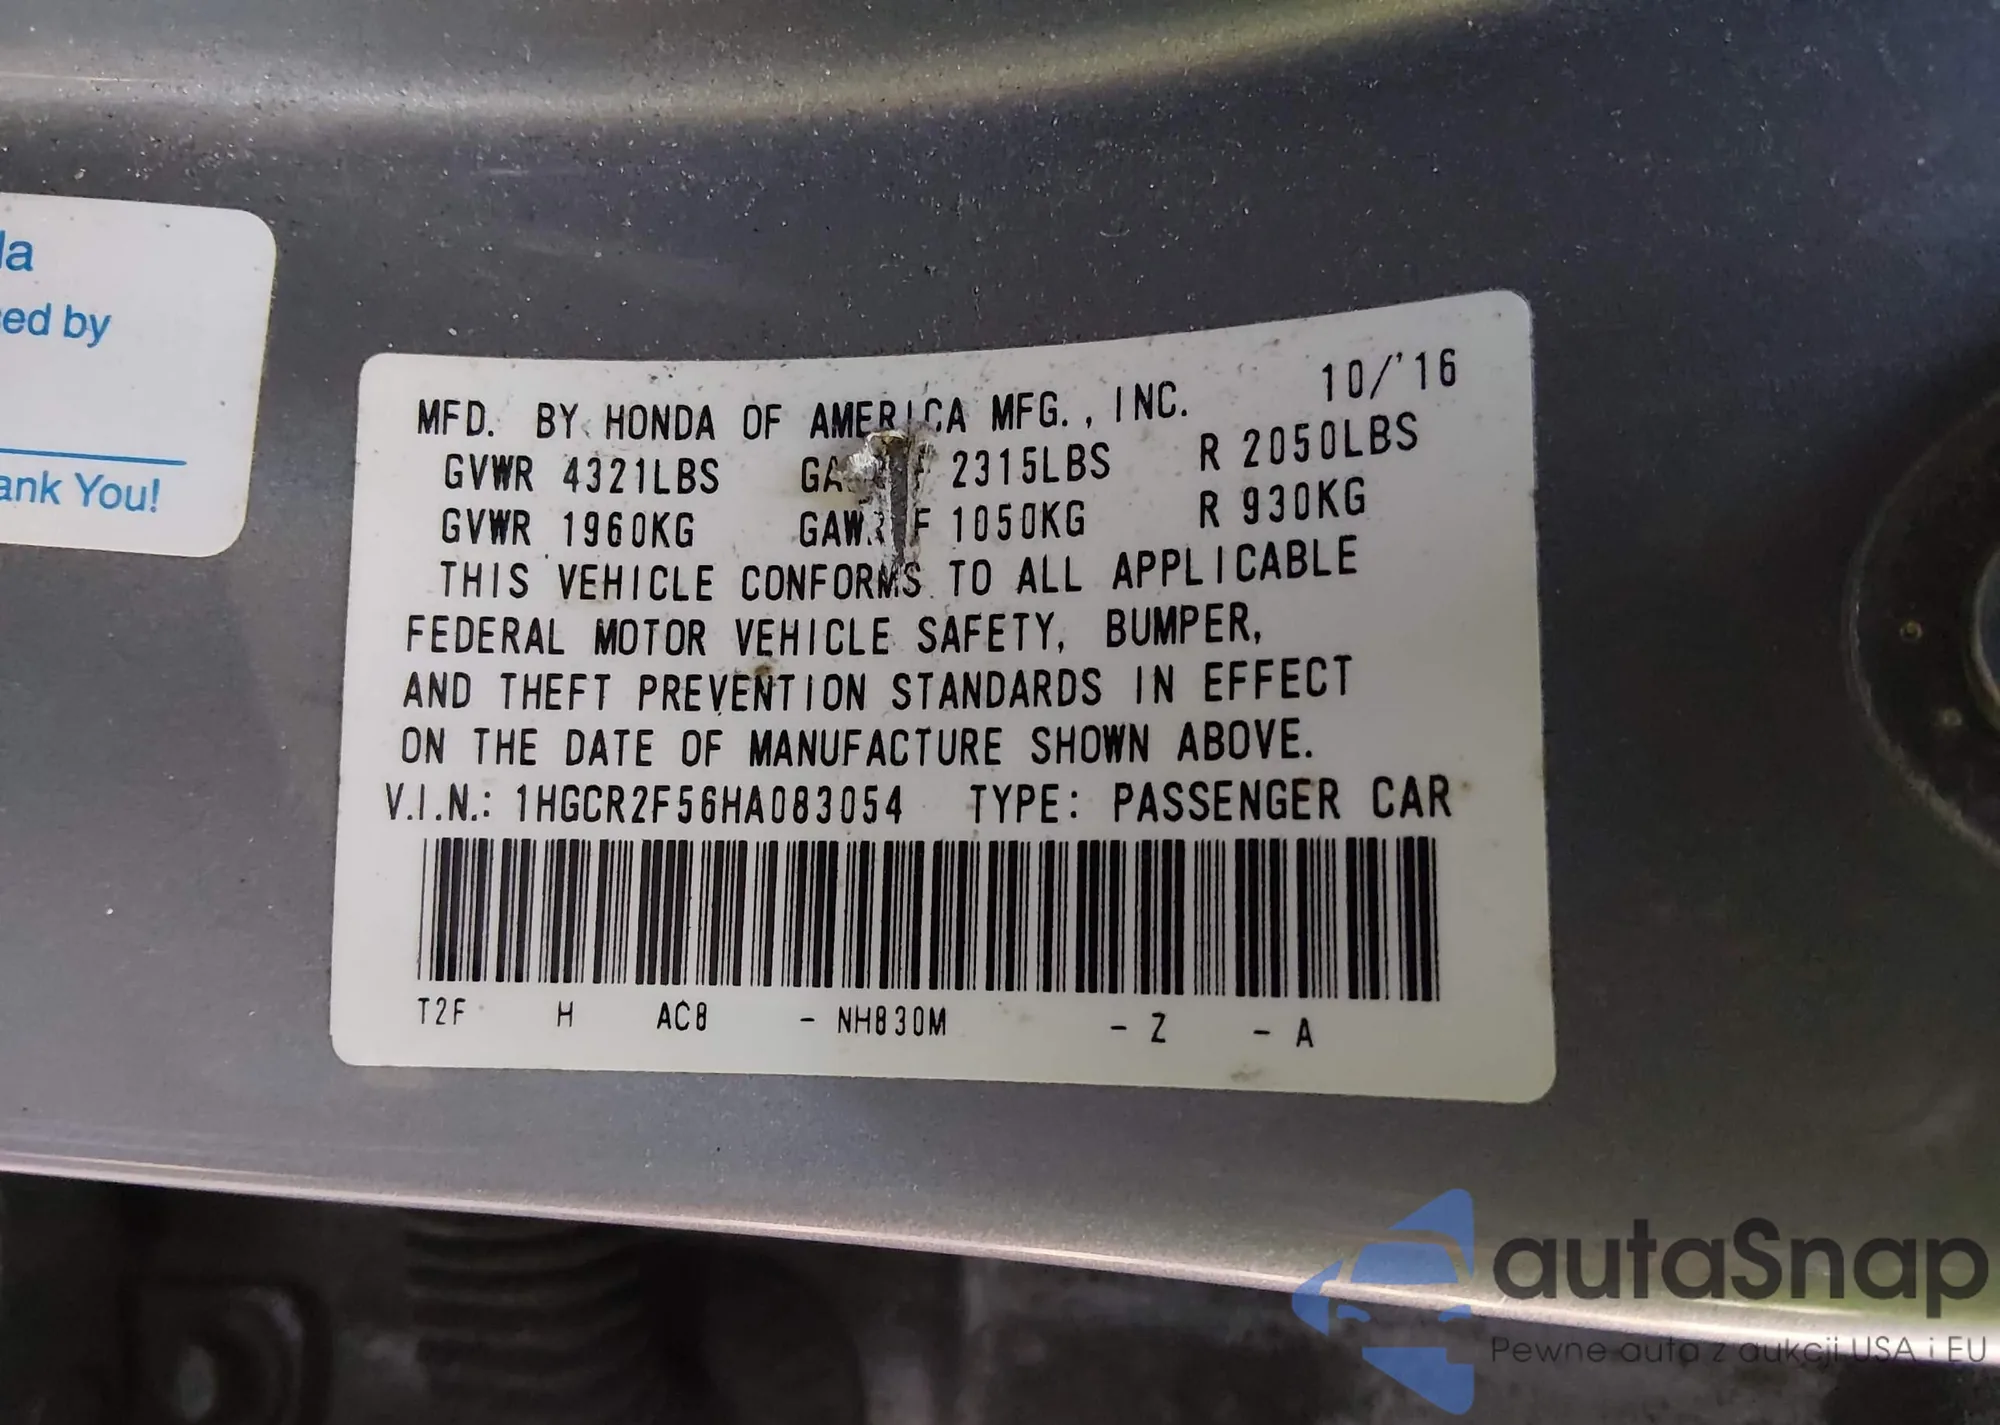 da
ced by
ank You!
10/'16
MFD. BY HONDA OF AMERICA MFG., INC.
GVWR 4321LBS F 2315LBS R 2050LBS
GVWR 1960KG GAWR F 1050KG R 930KG
THIS VEHICLE CONFORMS TO ALL APPLICABLE
FEDERAL MOTOR VEHICLE SAFETY, BUMPER,
AND THEFT PREVENTION STANDARDS IN EFFECT
ON THE DATE OF MANUFACTURE SHOWN ABOVE.
V.I.N.: 1HGCR2F56HA083054 TYPE: PASSENGER CAR
T2F H AC8 - NH830M - Z - A
autaSnap
Pewne auta z aukcji USA i EU